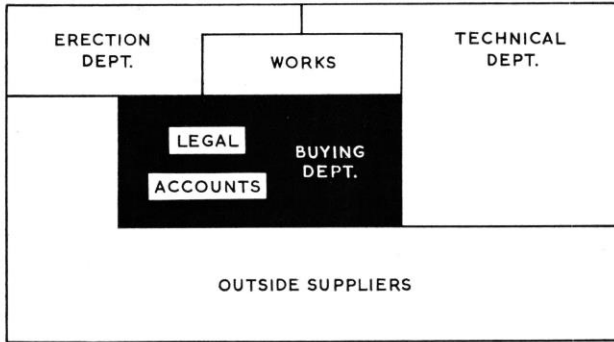 ERECTION
DEPT.
WORKS
TECHNICAL
DEPT.
LEGAL
ACCOUNTS
BUYING
DEPT.
OUTSIDE SUPPLIERS